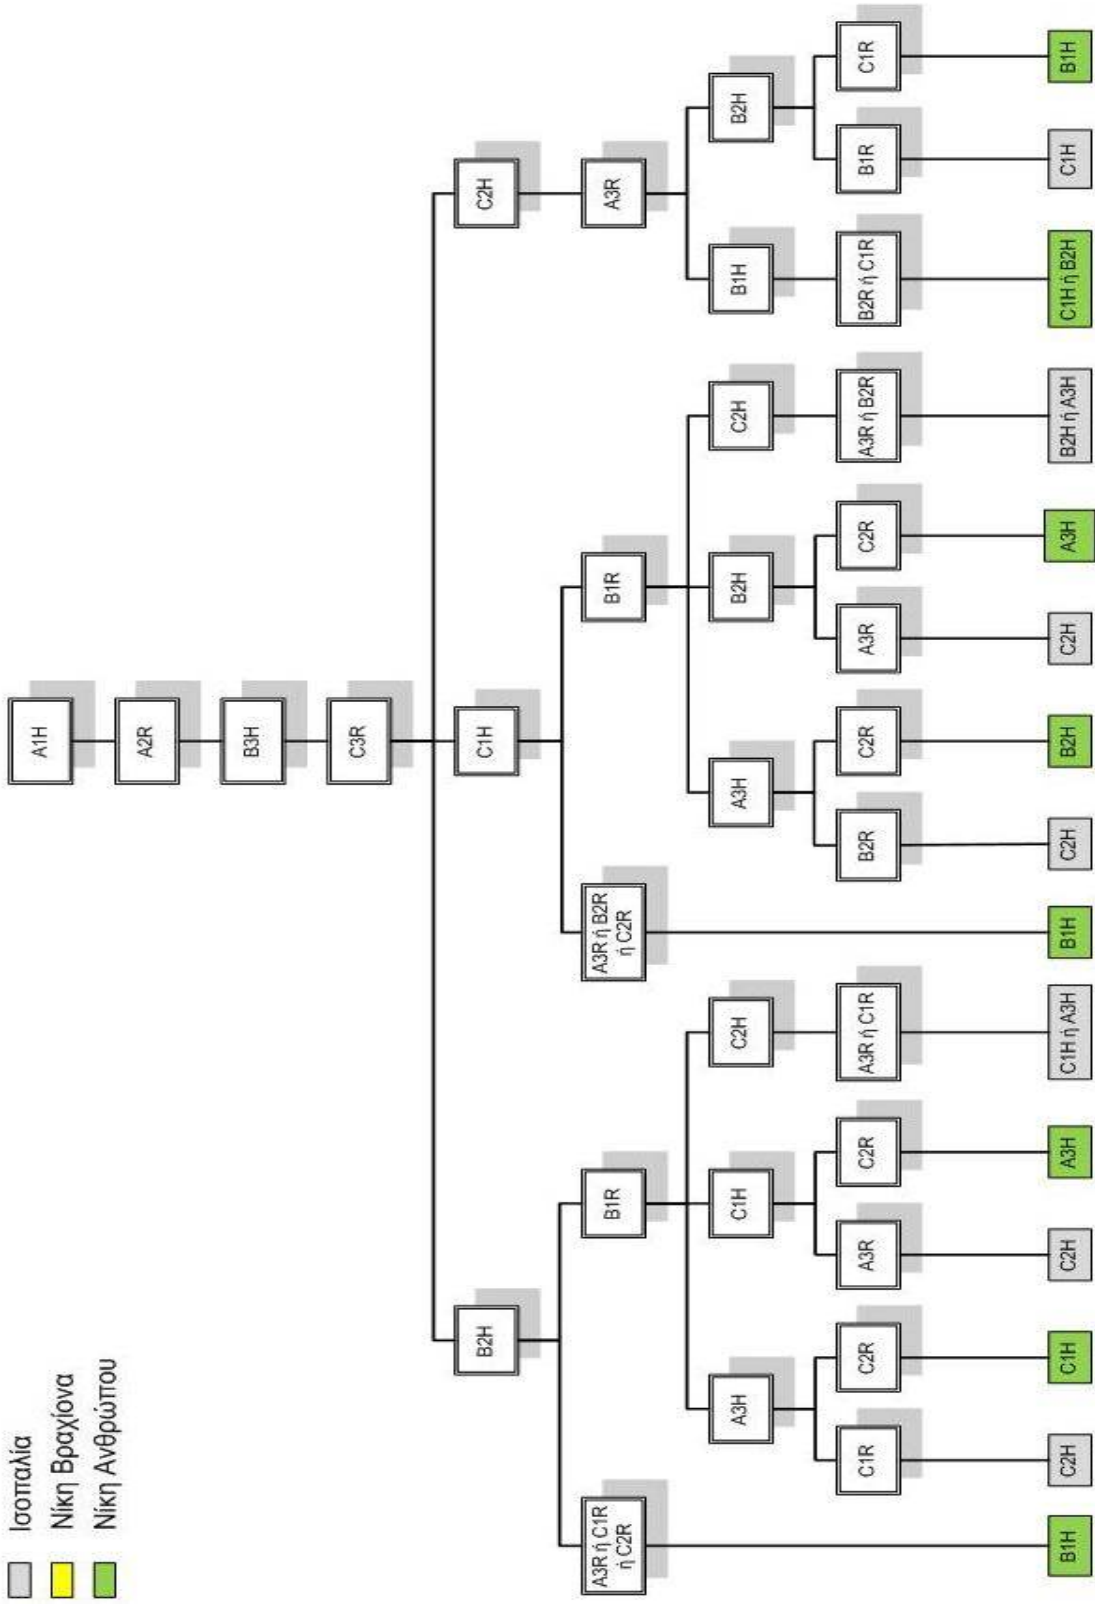 Ισοπαλία
Νίκη Βραχίονα
Νίκη Ανθρώπου
A1H
A2R
B3H
C3R
B2H
C1H
C2H
A3R ή C1R
ή C2R
B1R
A3R ή B2R
ή C2R
B1R
A3R
A3H
C1H
C2H
A3H
B2H
C2H
B1H
B2H
C1R
C2R
A3R
C2R
A3R ή C1R
B2R
C2R
A3R
C2R
A3R ή B2R
B2R ή C1R
B1R
C1R
B1H
C2H
C1H
C2H
A3H
C1H ή A3H
B1H
C2H
B2H
C2H
A3H
B2H ή A3H
C1H ή B2H
C1H
B1H